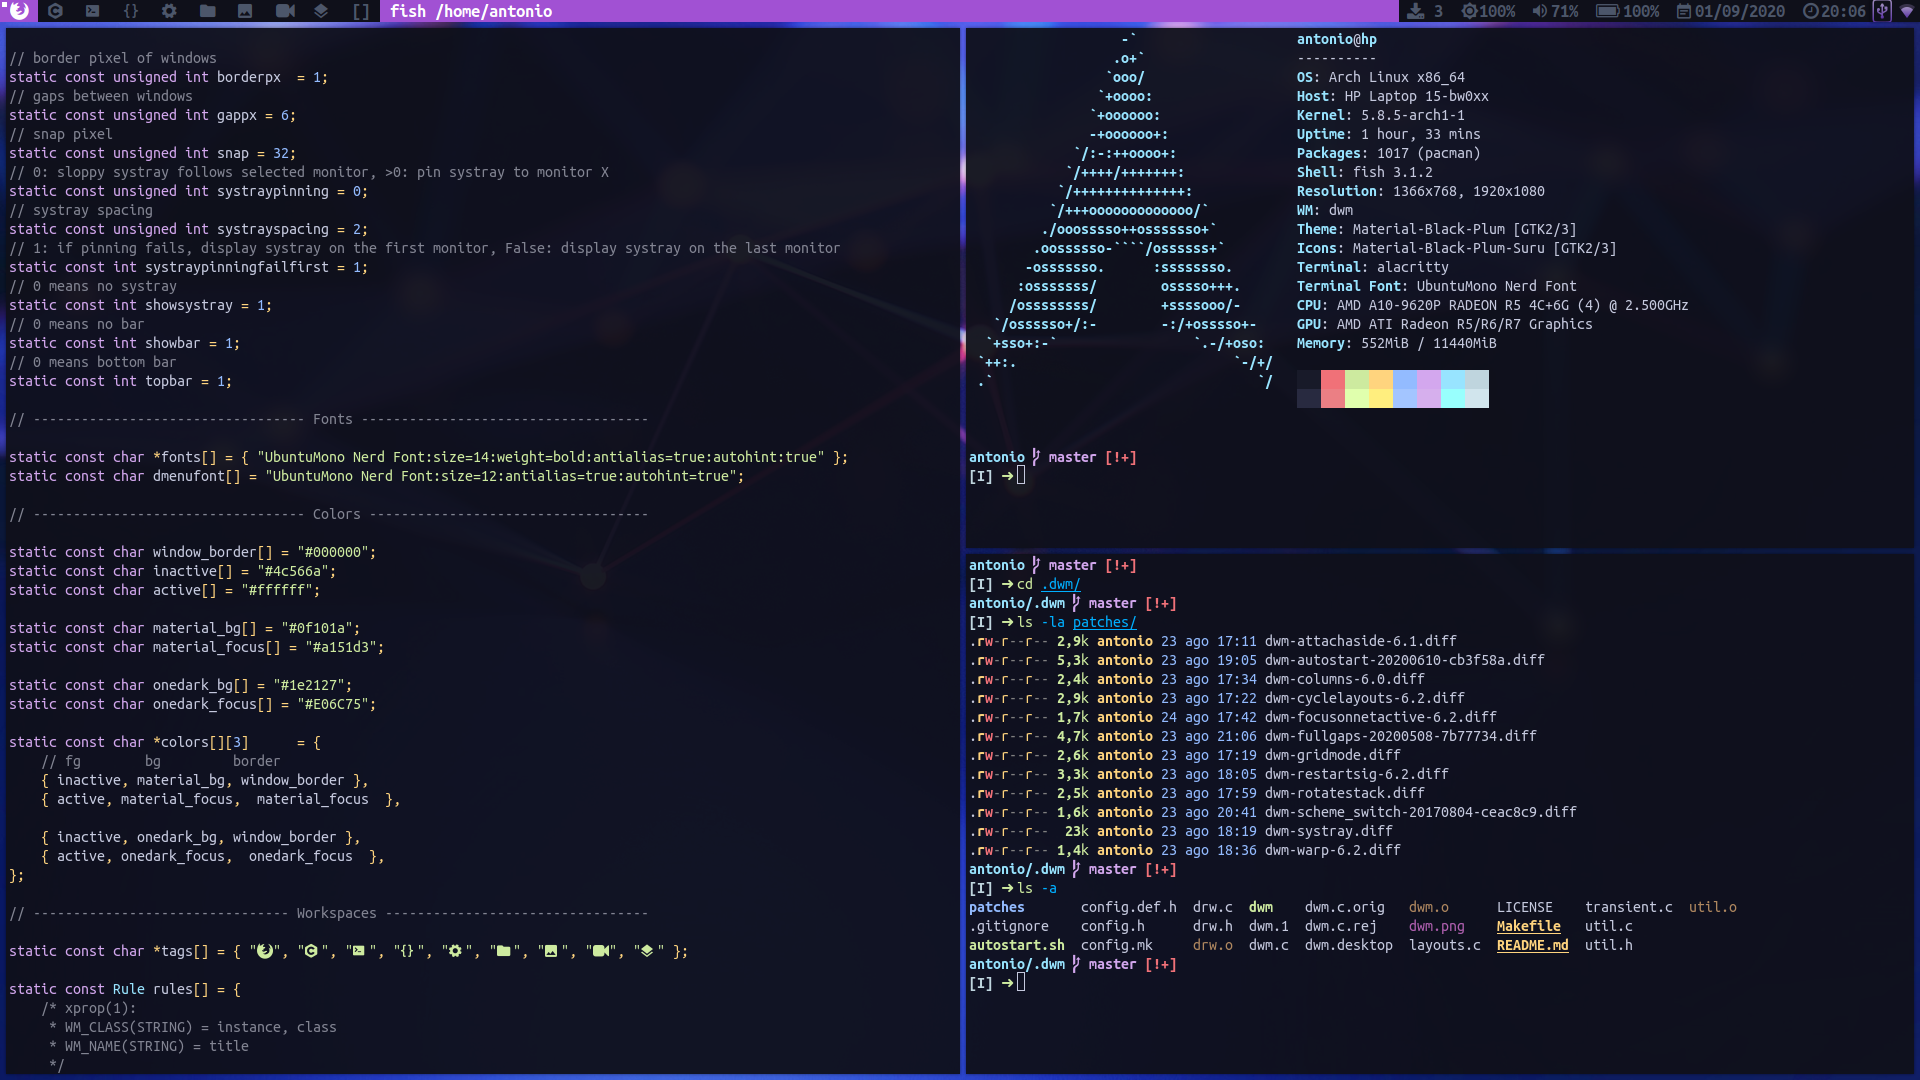 [] fish /home/antonio 3 100% 71% 100% 01/09/2020 20:06
// border pixel of windows
static const unsigned int borderpx  = 1;
// gaps between windows
static const unsigned int gappx = 6;
// snap pixel
static const unsigned int snap = 32;
// 0: sloppy systray follows selected monitor, >0: pin systray to monitor X
static const unsigned int systraypinning = 0;
// systray spacing
static const unsigned int systrayspacing = 2;
// 1: if pinning fails, display systray on the first monitor, False: display systray on the last monitor
static const int systraypinningfailfirst = 1;
// 0 means no systray
static const int showsystray = 1;
// 0 means no bar
static const int showbar = 1;
// 0 means bottom bar
static const int topbar = 1;
// ---------------------------------- Fonts ------------------------------------
static const char *fonts[] = { "UbuntuMono Nerd Font:size=14:weight=bold:antialias=true:autohint:true" };
static const char dmenufont[] = "UbuntuMono Nerd Font:size=12:antialias=true:autohint=true";
// ---------------------------------- Colors -----------------------------------
static const char window_border[] = "#000000";
static const char inactive[] = "#4c566a";
static const char active[] = "#ffffff";
static const char material_bg[] = "#0f101a";
static const char material_focus[] = "#a151d3";
static const char onedark_bg[] = "#1e2127";
static const char onedark_focus[] = "#E06C75";
static const char *colors[][3]      = {
    // fg        bg         border
    { inactive, material_bg, window_border },
    { active, material_focus,  material_focus  },
    { inactive, onedark_bg, window_border },
    { active, onedark_focus,  onedark_focus  },
};
// -------------------------------- Workspaces ---------------------------------
static const char *tags[] = { "", "", "", "{}", "", "", "", "", "" };
static const Rule rules[] = {
    /* xprop(1):
     * WM_CLASS(STRING) = instance, class
     * WM_NAME(STRING) = title
     */
                   -`
                  .o+`
                 `ooo/
                `+oooo:
               `+oooooo:
               -+oooooo+:
             `/:-:++oooo+:
            `/++++/+++++++:
           `/++++++++++++++:
          `/+++ooooooooooooo/`
         ./ooosssso++osssssso+`
        .oossssso-````/ossssss+`
       -osssssso.      :ssssssso.
      :osssssss/        osssso+++.
     /ossssssss/        +ssssooo/-
   `/ossssso+/:-        -:/+osssso+-
  `+sso+:-`                 `.-/+oso:
 `++:.                           `-/+/
 .`                                 `/
antonio@hp
----------
OS: Arch Linux x86_64
Host: HP Laptop 15-bw0xx
Kernel: 5.8.5-arch1-1
Uptime: 1 hour, 33 mins
Packages: 1017 (pacman)
Shell: fish 3.1.2
Resolution: 1366x768, 1920x1080
WM: dwm
Theme: Material-Black-Plum [GTK2/3]
Icons: Material-Black-Plum-Suru [GTK2/3]
Terminal: alacritty
Terminal Font: UbuntuMono Nerd Font
CPU: AMD A10-9620P RADEON R5 4C+6G (4) @ 2.500GHz
GPU: AMD ATI Radeon R5/R6/R7 Graphics
Memory: 552MiB / 11440MiB
antonio master [!+]
[I] ➜
antonio master [!+]
[I] ➜cd .dwm/
antonio/.dwm master [!+]
[I] ➜ls -la patches/
.rw-r--r-- 2,9k antonio 23 ago 17:11 dwm-attachaside-6.1.diff
.rw-r--r-- 5,3k antonio 23 ago 19:05 dwm-autostart-20200610-cb3f58a.diff
.rw-r--r-- 2,4k antonio 23 ago 17:34 dwm-columns-6.0.diff
.rw-r--r-- 2,9k antonio 23 ago 17:22 dwm-cyclelayouts-6.2.diff
.rw-r--r-- 1,7k antonio 24 ago 17:42 dwm-focusonnetactive-6.2.diff
.rw-r--r-- 4,7k antonio 23 ago 21:06 dwm-fullgaps-20200508-7b77734.diff
.rw-r--r-- 2,6k antonio 23 ago 17:19 dwm-gridmode.diff
.rw-r--r-- 3,3k antonio 23 ago 18:05 dwm-restartsig-6.2.diff
.rw-r--r-- 2,5k antonio 23 ago 17:59 dwm-rotatestack.diff
.rw-r--r-- 1,6k antonio 23 ago 20:41 dwm-scheme_switch-20170804-ceac8c9.diff
.rw-r--r--  23k antonio 23 ago 18:19 dwm-systray.diff
.rw-r--r-- 1,4k antonio 23 ago 18:36 dwm-warp-6.2.diff
antonio/.dwm master [!+]
[I] ➜ls -a
patches       config.def.h  drw.c  dwm    dwm.c.orig   dwm.o      LICENSE    transient.c  util.o
.gitignore    config.h      drw.h  dwm.1  dwm.c.rej    dwm.png    Makefile   util.c
autostart.sh  config.mk     drw.o  dwm.c  dwm.desktop  layouts.c  README.md  util.h
antonio/.dwm master [!+]
[I] ➜